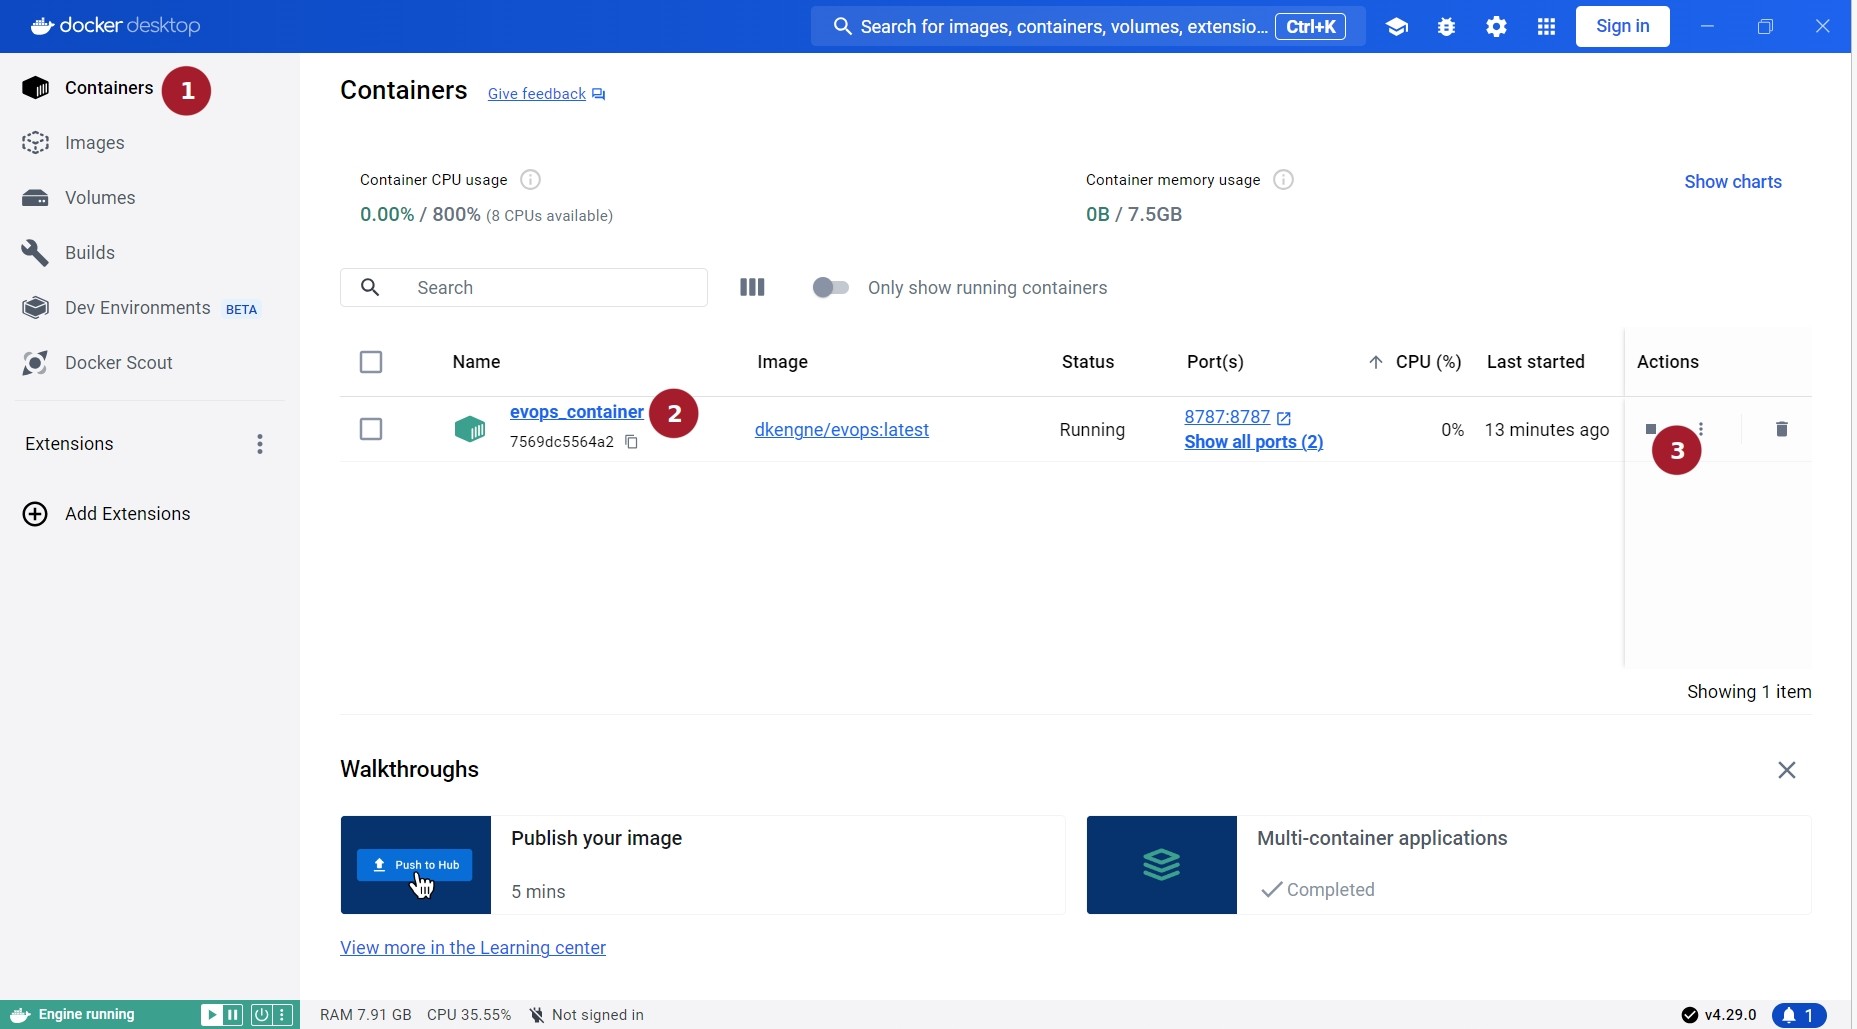 docker desktop
Search for images, containers, volumes, extensio... Ctrl+K
Sign in
Containers 1
Images
Volumes
Builds
Dev Environments BETA
Docker Scout
Extensions
Add Extensions
Containers Give feedback
Container CPU usage
0.00% / 800% (8 CPUs available)
Container memory usage
0B / 7.5GB
Show charts
Search
Only show running containers
Name Image Status Port(s) CPU (%) Last started Actions
evops_container 2
7569dc5564a2
dkengne/evops:latest
Running
8787:8787
Show all ports (2)
0%
13 minutes ago
3
Showing 1 item
Walkthroughs
Push to Hub
Publish your image
5 mins
Multi-container applications
Completed
View more in the Learning center
Engine running
RAM 7.91 GB CPU 35.55% Not signed in
v4.29.0
1